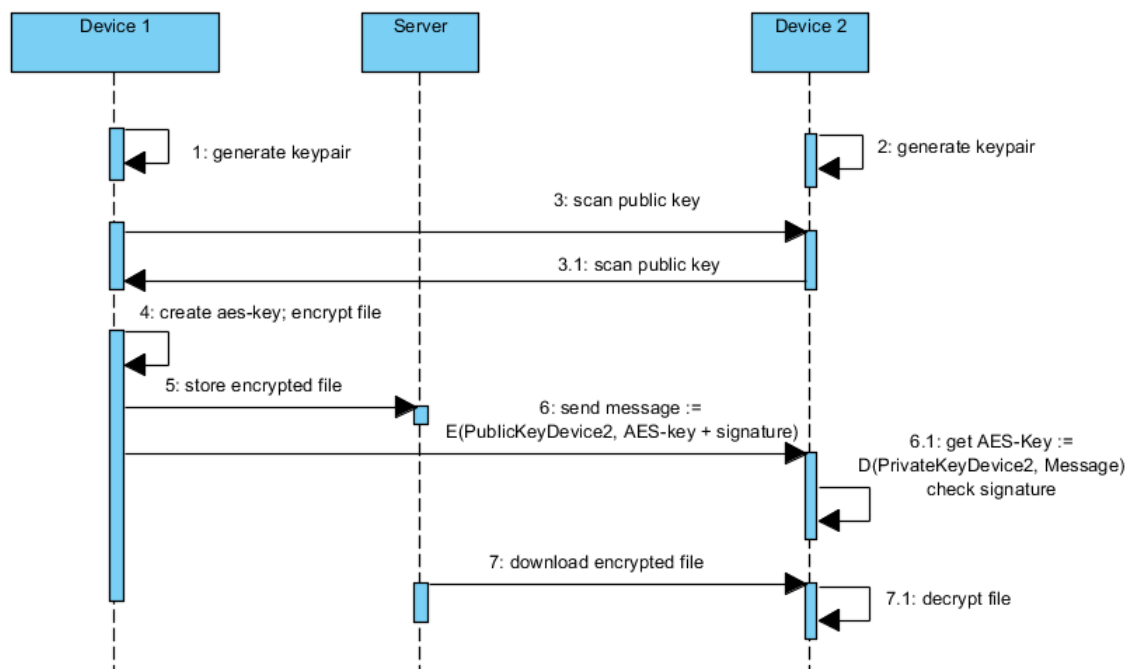 Device 1
Server
Device 2
1: generate keypair
2: generate keypair
3: scan public key
3.1: scan public key
4: create aes-key; encrypt file
5: store encrypted file
6: send message :=
E(PublicKeyDevice2, AES-key + signature)
6.1: get AES-Key :=
D(PrivateKeyDevice2, Message)
check signature
7: download encrypted file
7.1: decrypt file